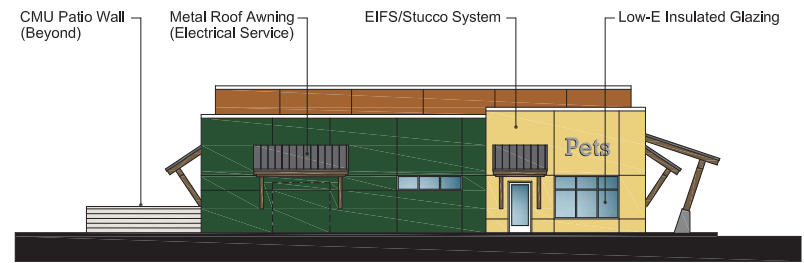 CMU Patio Wall
(Beyond)
Metal Roof Awning
(Electrical Service)
EIFS/Stucco System
Low-E Insulated Glazing
Pets